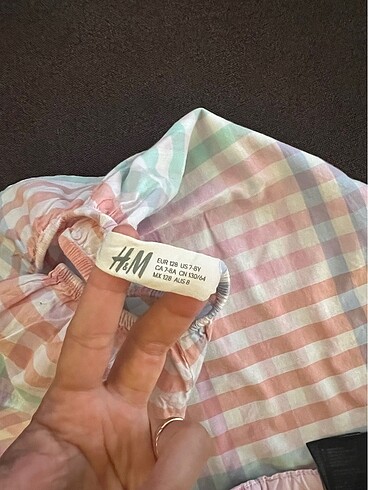 H&M
EUR 128 US 7-8Y
CA 7-8A CN 130/64
MX 128 AUS 8